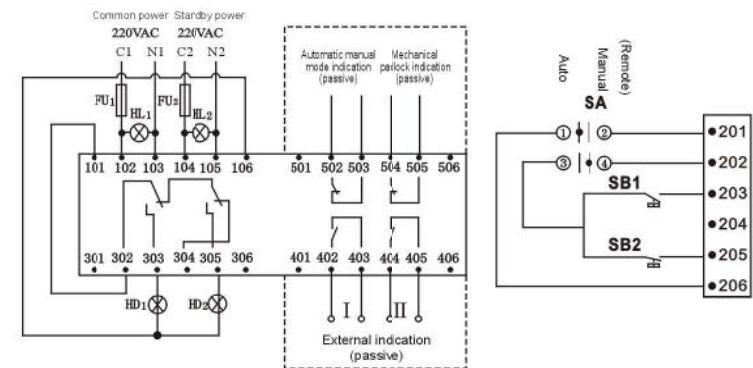 Common power Standby power
220VAC 220VAC
C1 N1 C2 N2
FU1 HL1 FU2 HL2
101 102 103 104 105 106
301 302 303 304 305 306
HD1 HD2
Automatic manual
mode indication
(passive)
Mechanical
parlock indication
(passive)
501 502 503 504 505 506
401 402 403 404 405 406
I II
External indication
(passive)
Auto
Manual
(Remote)
SA
1 2
3 4
SB1
SB2
201
202
203
204
205
206